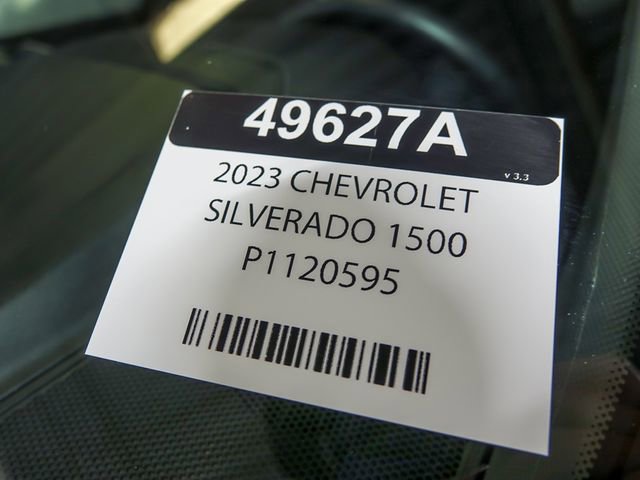 49627A
v 3.3
2023 CHEVROLET
SILVERADO 1500
P1120595